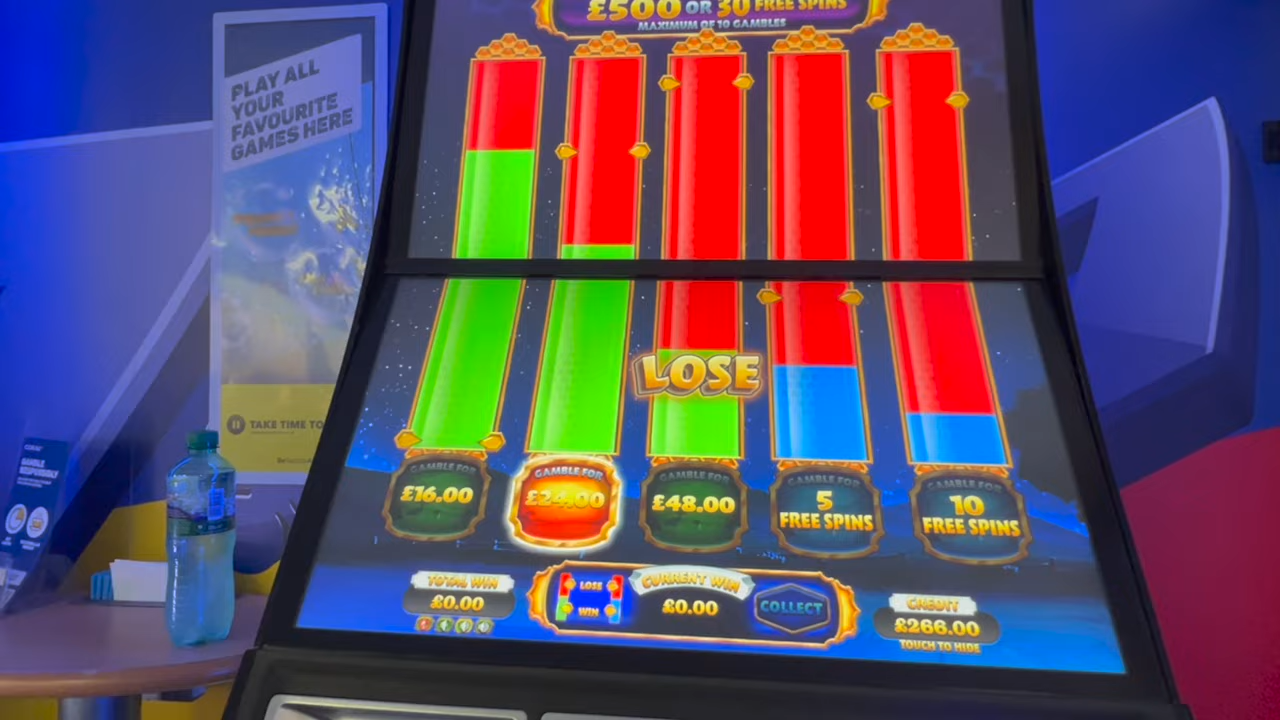 £500 OR 30 FREE SPINS
MAXIMUM OF 10 GAMBLES
PLAY ALL
YOUR
FAVOURITE
GAMES HERE
TAKE TIME TO
LOSE
GAMBLE FOR
£16.00
GAMBLE FOR
£24.00
GAMBLE FOR
£48.00
GAMBLE FOR
5
FREE SPINS
GAMBLE FOR
10
FREE SPINS
TOTAL WIN
£0.00
LOSE
WIN
CURRENT WIN
£0.00
COLLECT
CREDIT
£266.00
TOUCH TO HIDE
CORAL
GAMBLE
RESPONSIBLY